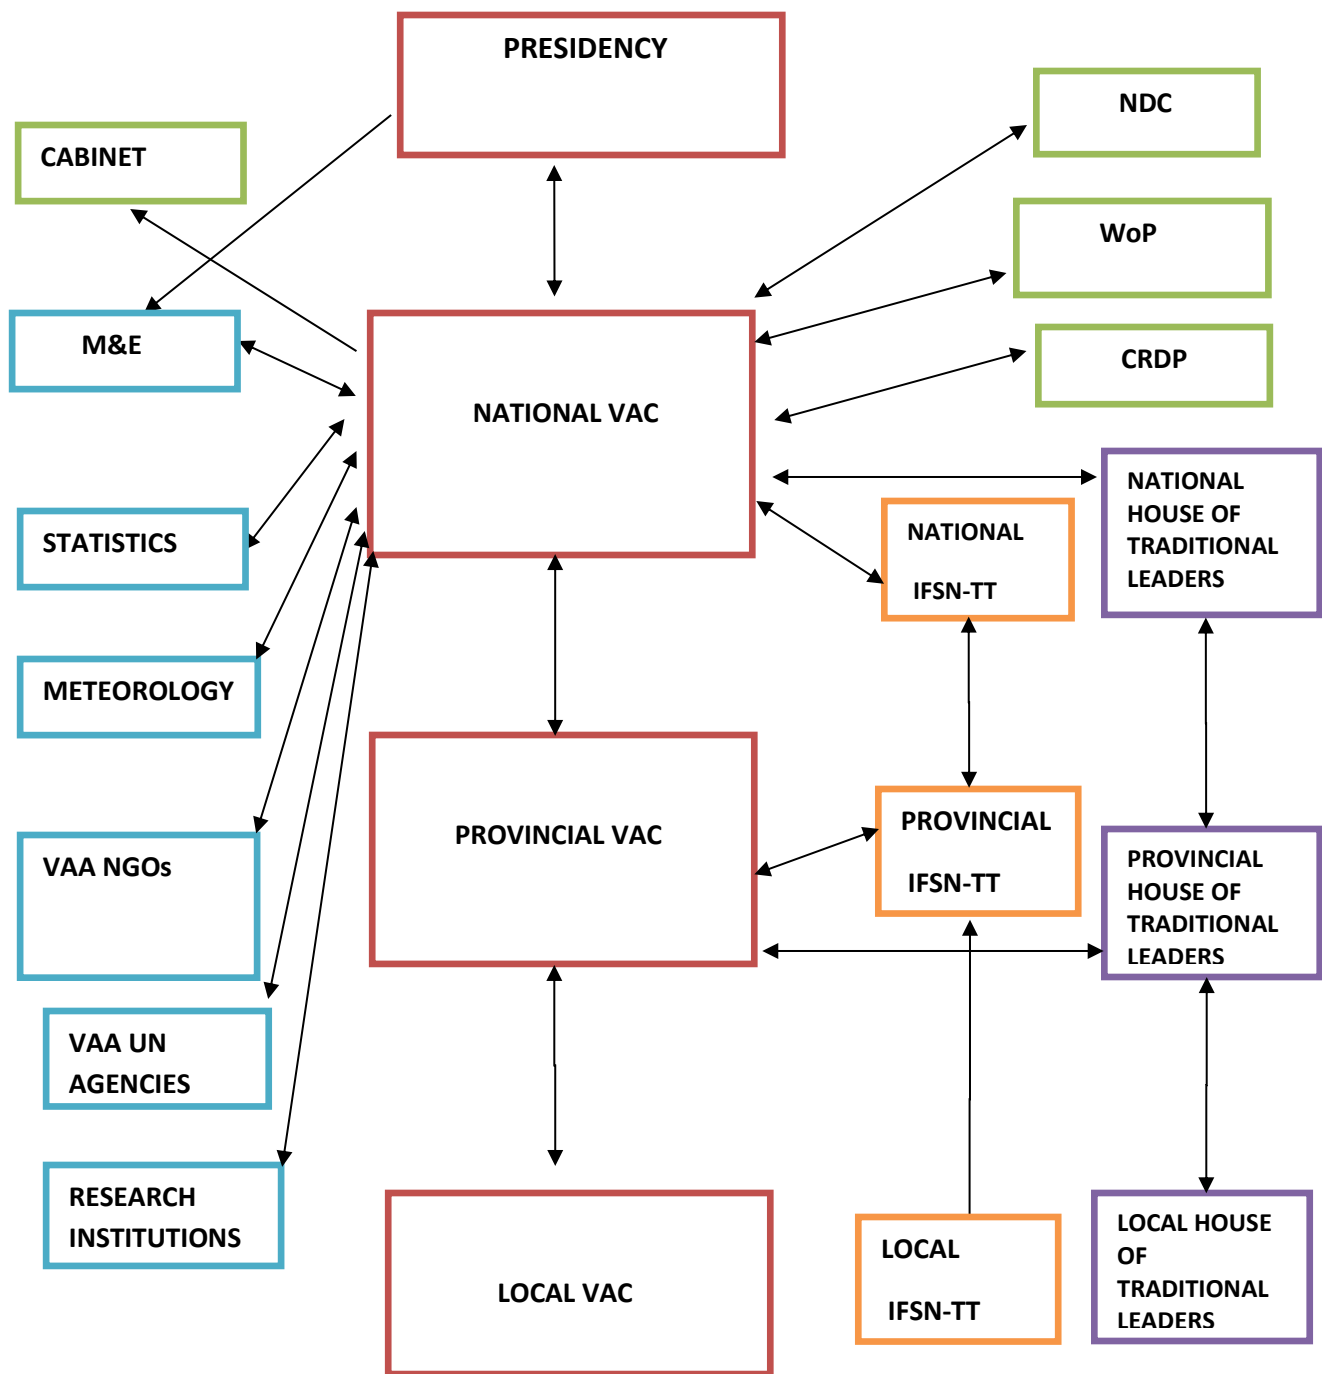 PRESIDENCY
NDC
CABINET
WoP
M&E
CRDP
NATIONAL VAC
NATIONAL
HOUSE OF
TRADITIONAL
LEADERS
NATIONAL
IFSN-TT
STATISTICS
METEOROLOGY
PROVINCIAL VAC
PROVINCIAL
IFSN-TT
VAA NGOs
PROVINCIAL
HOUSE OF
TRADITIONAL
LEADERS
VAA UN
AGENCIES
RESEARCH
INSTITUTIONS
LOCAL VAC
LOCAL
IFSN-TT
LOCAL HOUSE
OF
TRADITIONAL
LEADERS